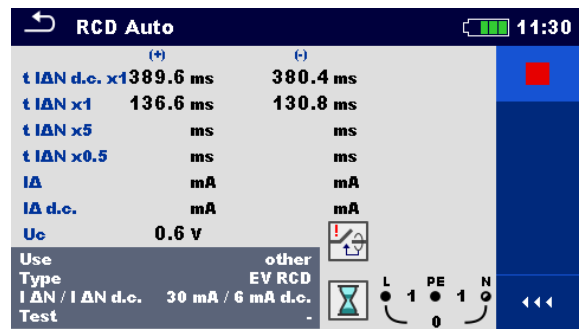 RCD Auto 11:30
(+) (-)
t IΔN d.c. x1 389.6 ms 380.4 ms
t IΔN x1 136.6 ms 130.8 ms
t IΔN x5 ms ms
t IΔN x0.5 ms ms
IΔ mA mA
IΔ d.c. mA mA
Uc 0.6 V
Use other
Type EV RCD
I ΔN / I ΔN d.c. 30 mA / 6 mA d.c.
Test -
L PE N
1 1
0